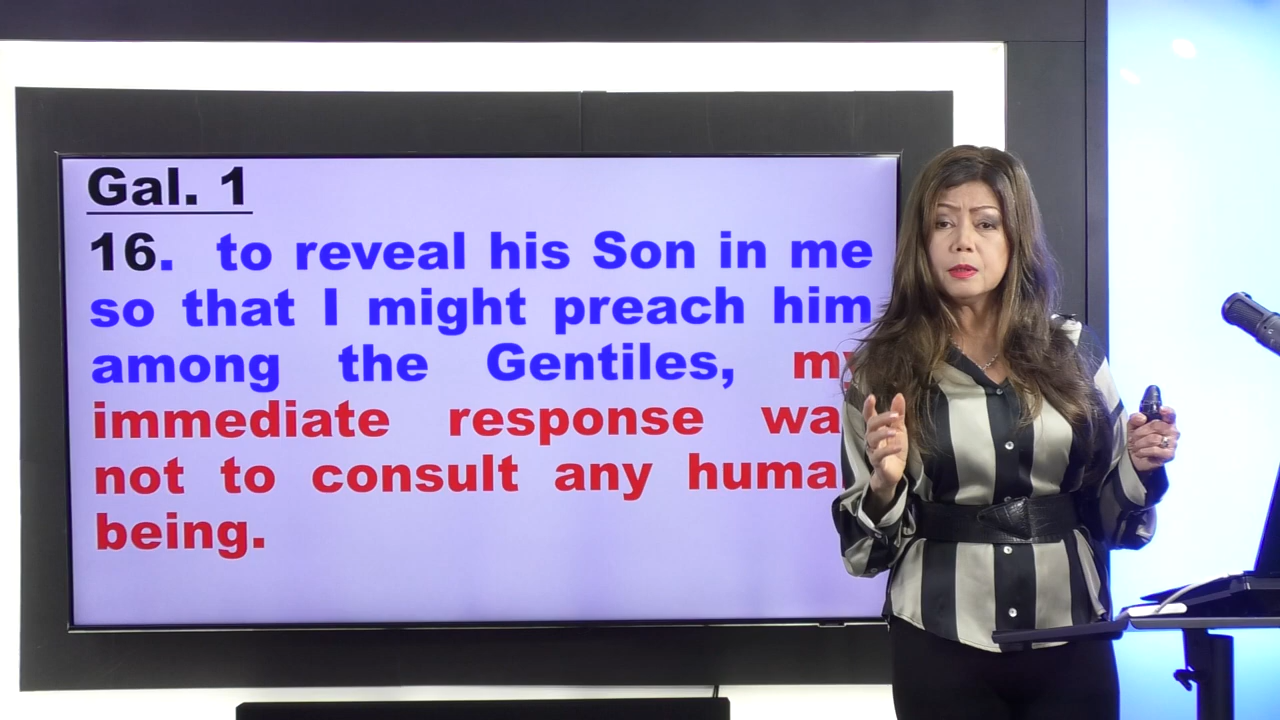 Gal. 1
16. to reveal his Son in me
so that I might preach him
among the Gentiles, my
immediate response
not to consult any
being.